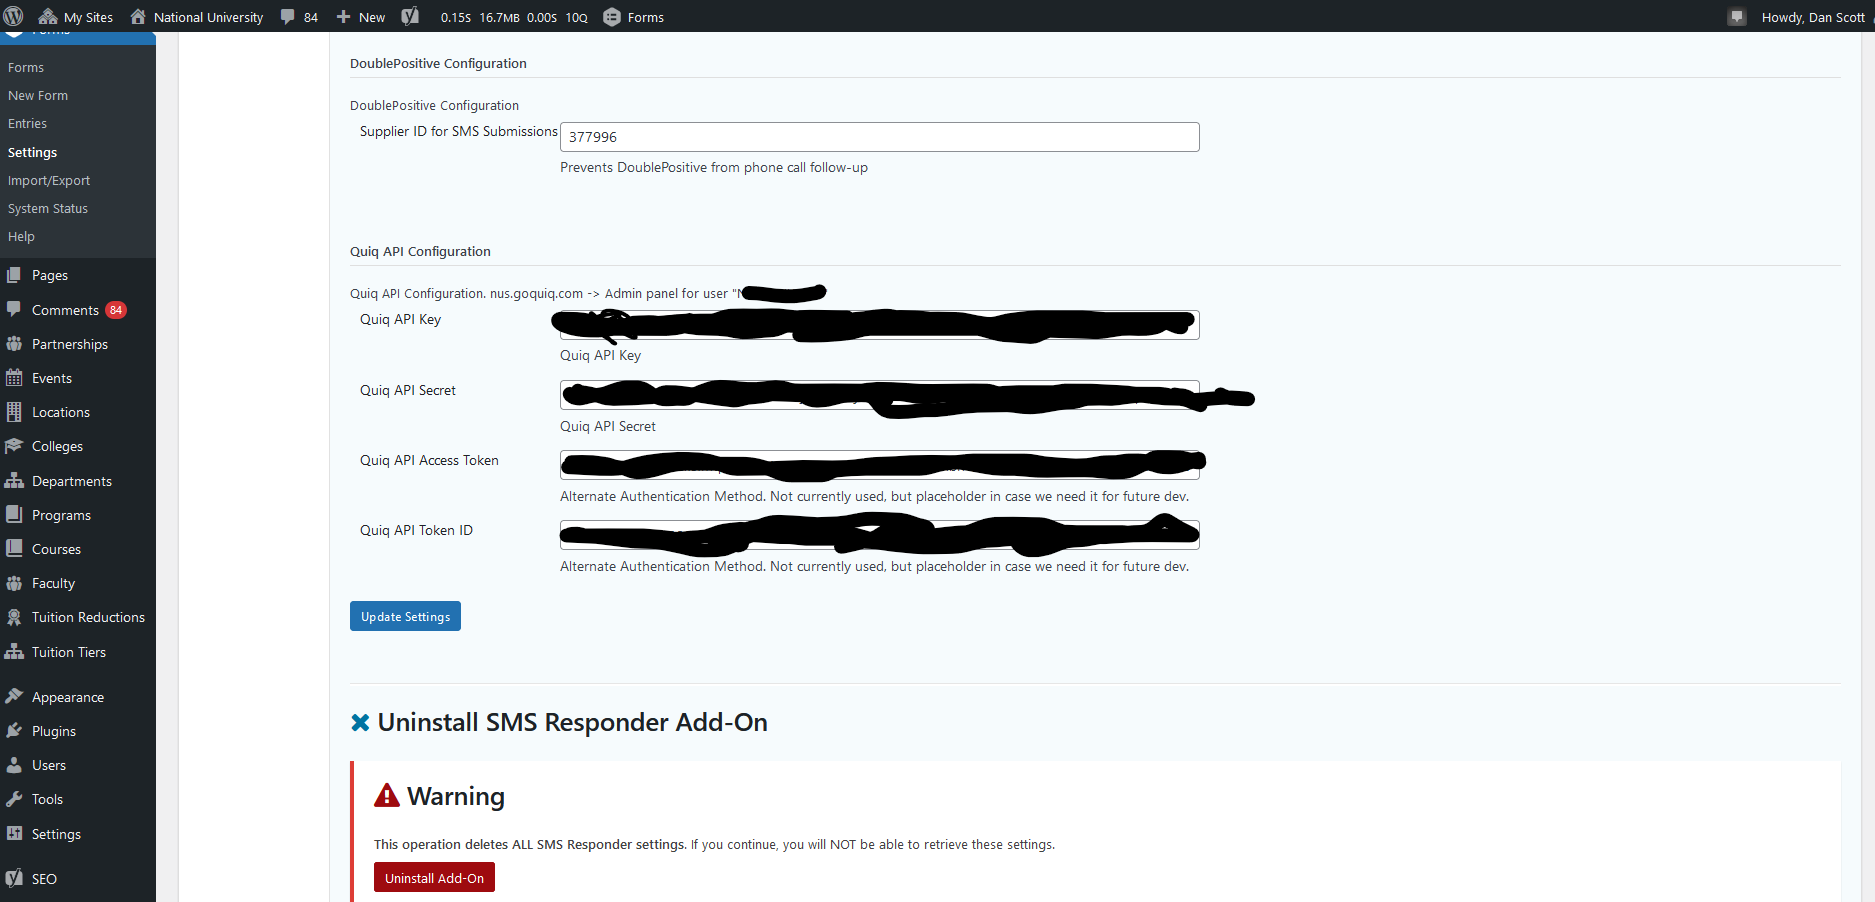 My Sites National University 84 New 0.15S 16.7MB 0.00S 10Q Forms Howdy, Dan Scott
Forms
Forms
New Form
Entries
Settings
Import/Export
System Status
Help
Pages
Comments 84
Partnerships
Events
Locations
Colleges
Departments
Programs
Courses
Faculty
Tuition Reductions
Tuition Tiers
Appearance
Plugins
Users
Tools
Settings
SEO
DoublePositive Configuration
DoublePositive Configuration
Supplier ID for SMS Submissions 377996
Prevents DoublePositive from phone call follow-up
Quiq API Configuration
Quiq API Configuration. nus.goquiq.com -> Admin panel for user "
Quiq API Key
Quiq API Key
Quiq API Secret
Quiq API Secret
Quiq API Access Token
Alternate Authentication Method. Not currently used, but placeholder in case we need it for future dev.
Quiq API Token ID
Alternate Authentication Method. Not currently used, but placeholder in case we need it for future dev.
Update Settings
Uninstall SMS Responder Add-On
Warning
This operation deletes ALL SMS Responder settings. If you continue, you will NOT be able to retrieve these settings.
Uninstall Add-On